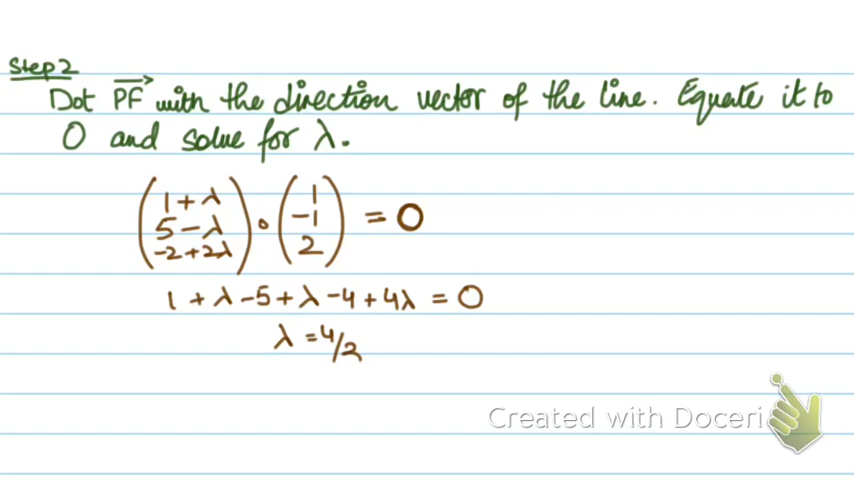 Step 2
Dot PF with the direction vector of the line. Equate it to
0 and solve for λ.
(1 + λ
5 - λ
-2 + 2λ) • (1
-1
2) = 0
1 + λ - 5 + λ - 4 + 4λ = 0
λ = 4/2
Created with Doceri